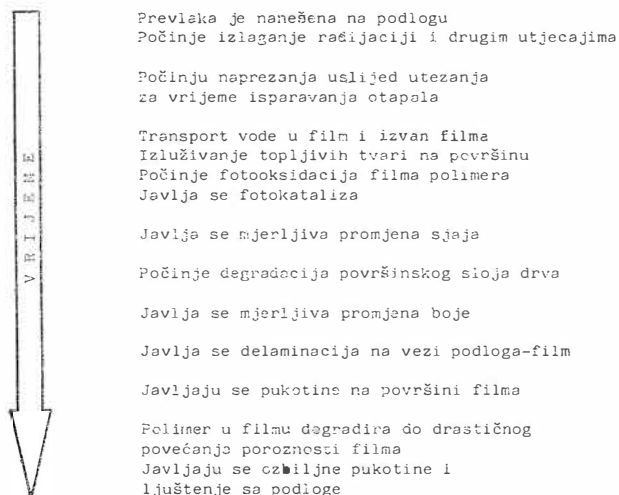 VRIJEME
Prevlaka je nanešena na podlogu
Počinje izlaganje radijaciji i drugim utjecajima
Počinju naprezanja uslijed utezanja
za vrijeme isparavanja otapala
Transport vode u film i izvan filma
Izluživanje topljivih tvari na površinu
Počinje fotooksidacija filma polimera
Javlja se fotokataliza
Javlja se mjerljiva promjena sjaja
Počinje degradacija površinskog sloja drva
Javlja se mjerljiva promjena boje
Javlja se delaminacija na vezi podloga-film
Javljaju se pukotine na površini filma
Polimer u filmu degradira do drastičnog
povećanja poroznosti filma
Javljaju se ozbiljne pukotine i
ljuštenje sa podloge